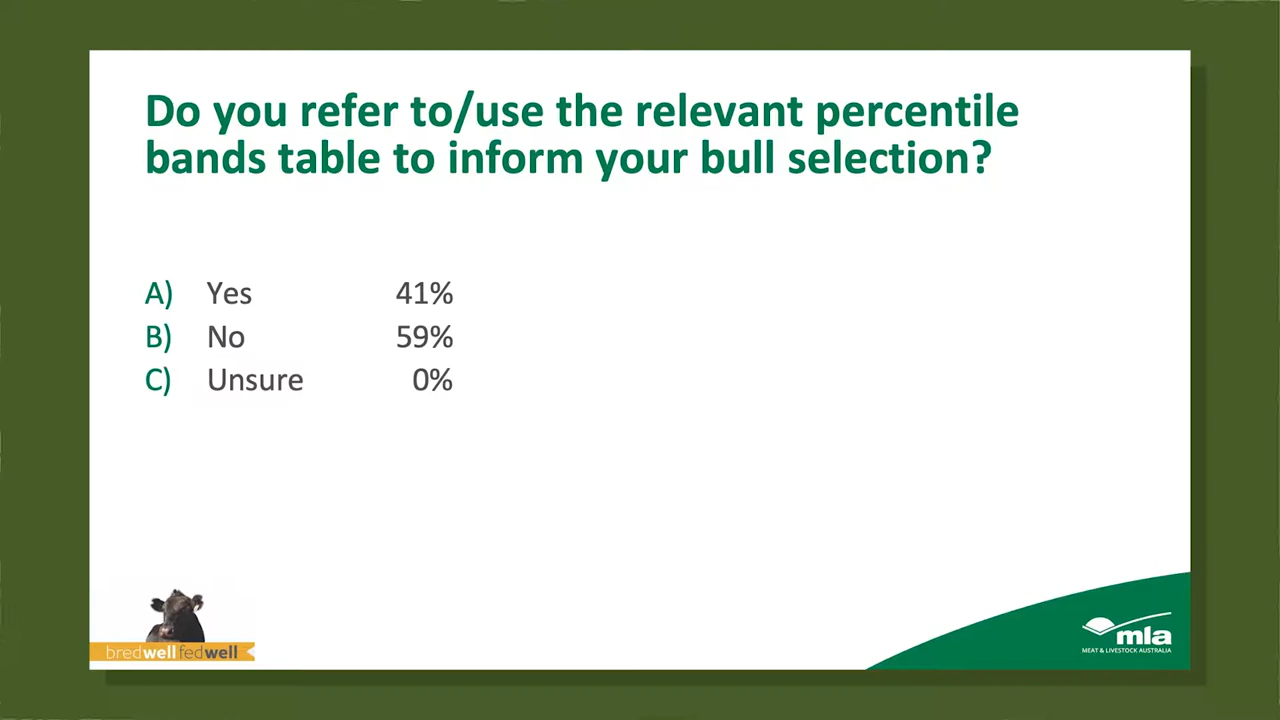 Do you refer to/use the relevant percentile
bands table to inform your bull selection?
A) Yes 41%
B) No 59%
C) Unsure 0%
bredwellfedwell
mla
MEAT & LIVESTOCK AUSTRALIA